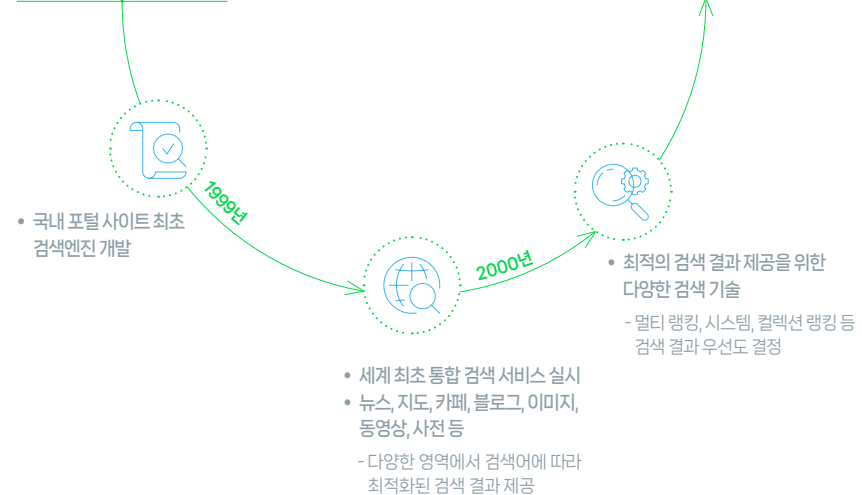 1999년
• 국내 포털 사이트 최초
검색엔진 개발
2000년
• 세계 최초 통합 검색 서비스 실시
• 뉴스, 지도, 카페, 블로그, 이미지,
동영상, 사전 등
- 다양한 영역에서 검색어에 따라
최적화된 검색 결과 제공
• 최적의 검색 결과 제공을 위한
다양한 검색 기술
- 멀티 랭킹, 시스템, 컬렉션 랭킹 등
검색 결과 우선도 결정